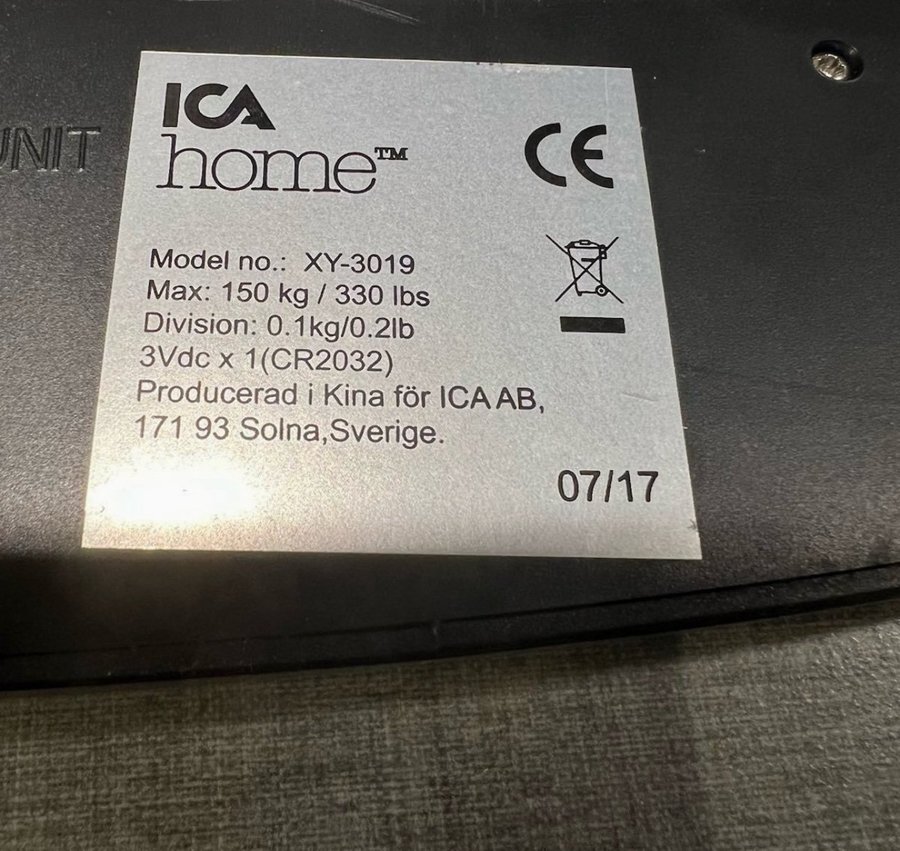 ICA
home™
CE
UNIT
Model no.: XY-3019
Max: 150 kg / 330 lbs
Division: 0.1kg/0.2lb
3Vdc x 1(CR2032)
Producerad i Kina för ICA AB,
171 93 Solna,Sverige.
07/17